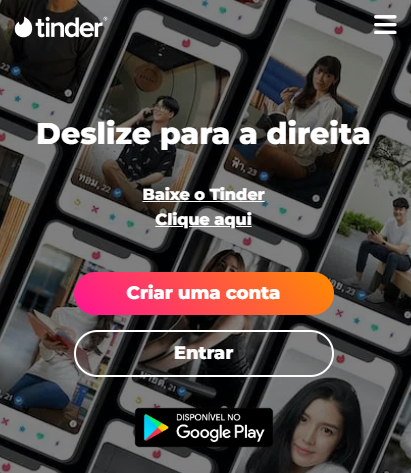 tinder
Deslize para a direita
Baixe o Tinder
Clique aqui
Criar uma conta
Entrar
DISPONÍVEL NO
Google Play